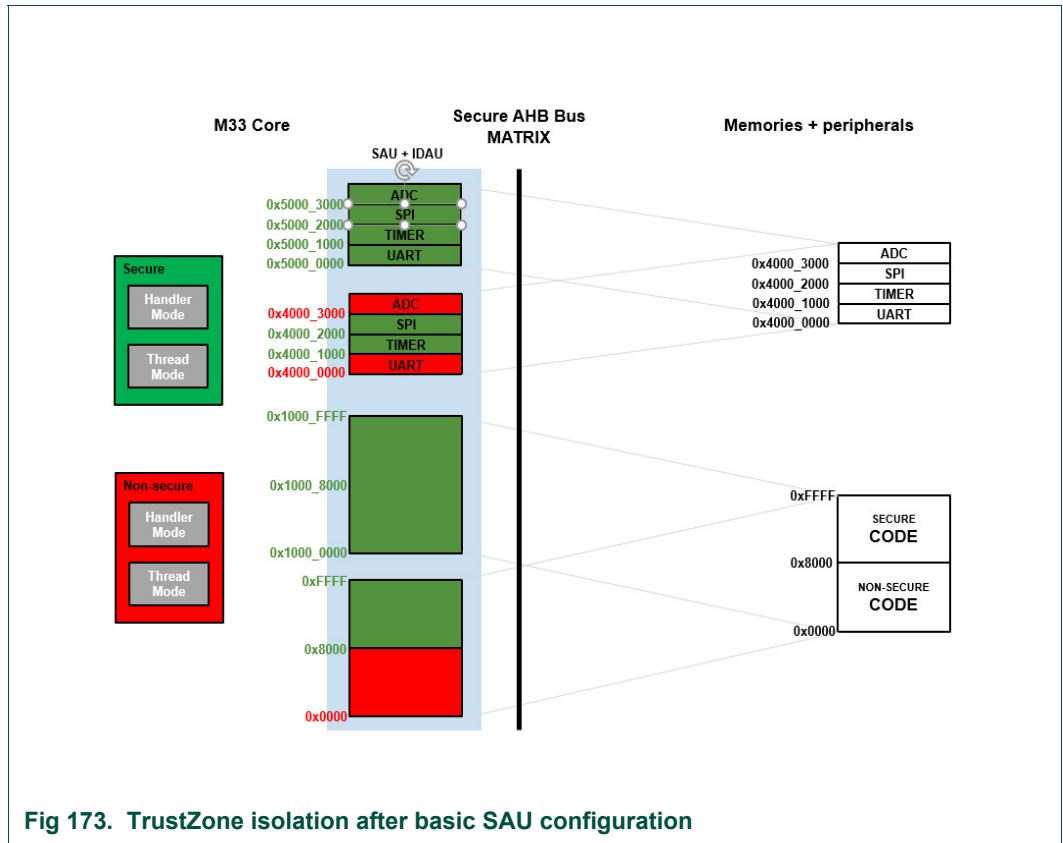 M33 Core
Secure AHB Bus
MATRIX
Memories + peripherals
SAU + IDAU
ADC
0x5000_3000
SPI
0x5000_2000
TIMER
0x5000_1000
UART
0x5000_0000
ADC
0x4000_3000
SPI
0x4000_2000
TIMER
0x4000_1000
UART
0x4000_0000
Secure
Handler
Mode
Thread
Mode
ADC
0x4000_3000
SPI
0x4000_2000
TIMER
0x4000_1000
UART
0x4000_0000
0x1000_FFFF
0x1000_8000
0x1000_0000
Non-secure
Handler
Mode
Thread
Mode
0xFFFF
0x8000
0x0000
0xFFFF
SECURE
CODE
0x8000
NON-SECURE
CODE
0x0000
Fig 173. TrustZone isolation after basic SAU configuration